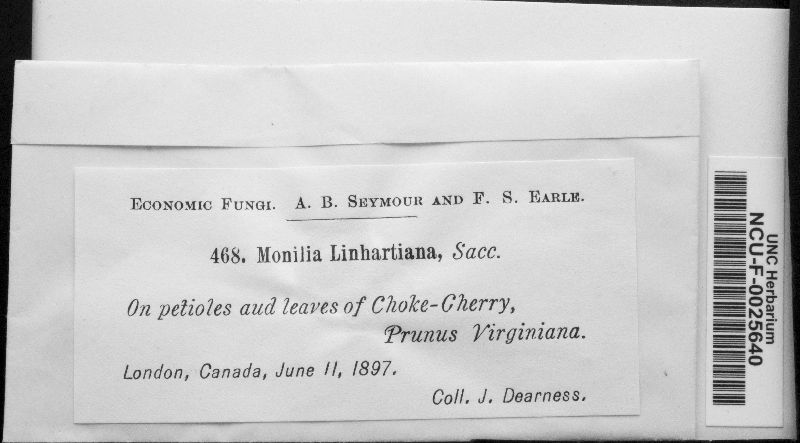 Economic Fungi. A. B. Seymour and F. S. Earle.
468. Monilia Linhartiana, Sacc.
On petioles aud leaves of Choke-Cherry,
Prunus Virginiana.
London, Canada, June 11, 1897.
Coll. J. Dearness.
UNC Herbarium
NCU-F-0025640